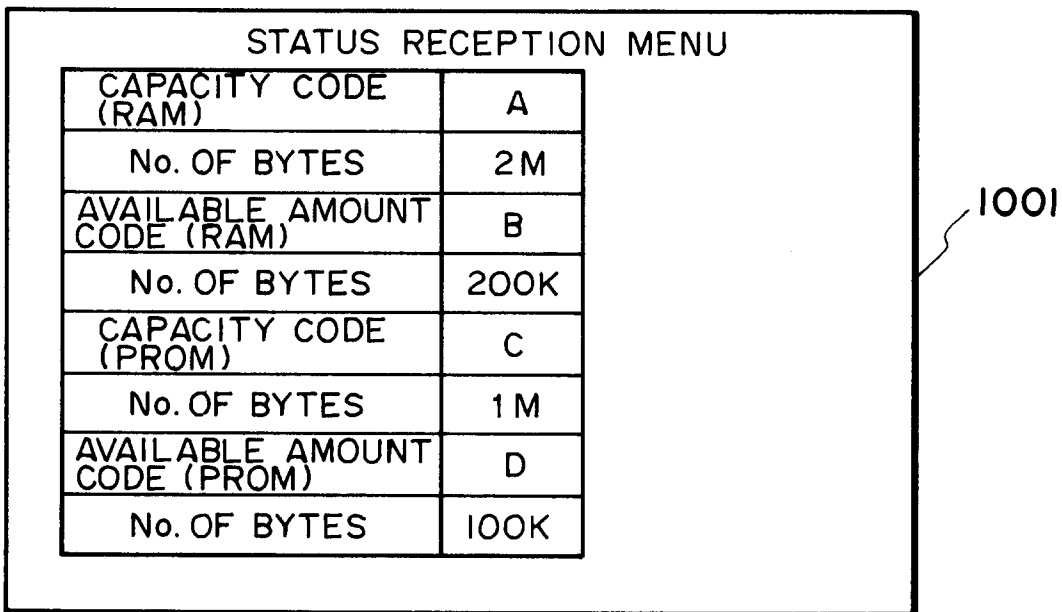 STATUS RECEPTION MENU
CAPACITY CODE
(RAM)
A
No. OF BYTES
2M
AVAILABLE AMOUNT
CODE (RAM)
B
No. OF BYTES
200K
CAPACITY CODE
(PROM)
C
No. OF BYTES
1M
AVAILABLE AMOUNT
CODE (PROM)
D
No. OF BYTES
100K
1001